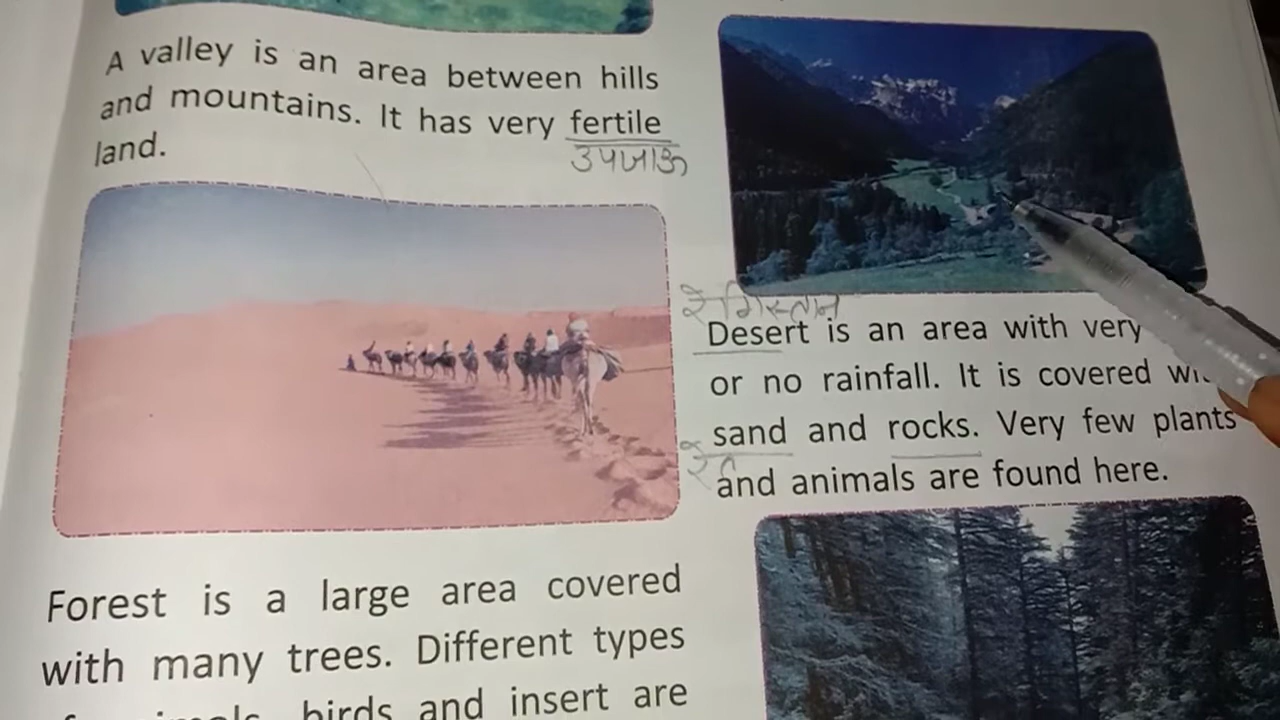 A valley is an area between hills
and mountains. It has very fertile
उपजाऊ
land.
रेगिस्तान
Desert is an area with very
or no rainfall. It is covered
sand and rocks. Very few plants
and animals are found here.
Forest is a large area covered
with many trees. Different types
birds and insert are